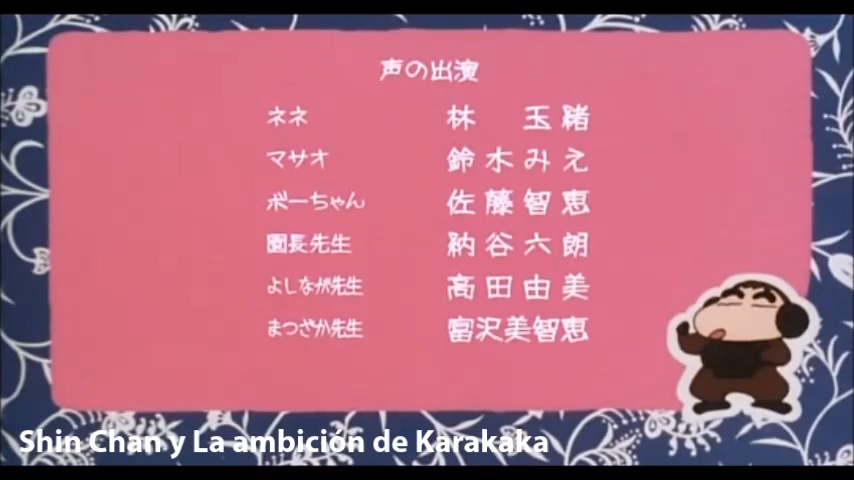 声の出演
ネネ 林 玉緒
マサオ 鈴木みえ
ボーちゃん 佐藤智恵
園長先生 納谷六朗
よしなが先生 高田由美
まつざか先生 富沢美智恵
Shin Chan y La ambición de Karakaka